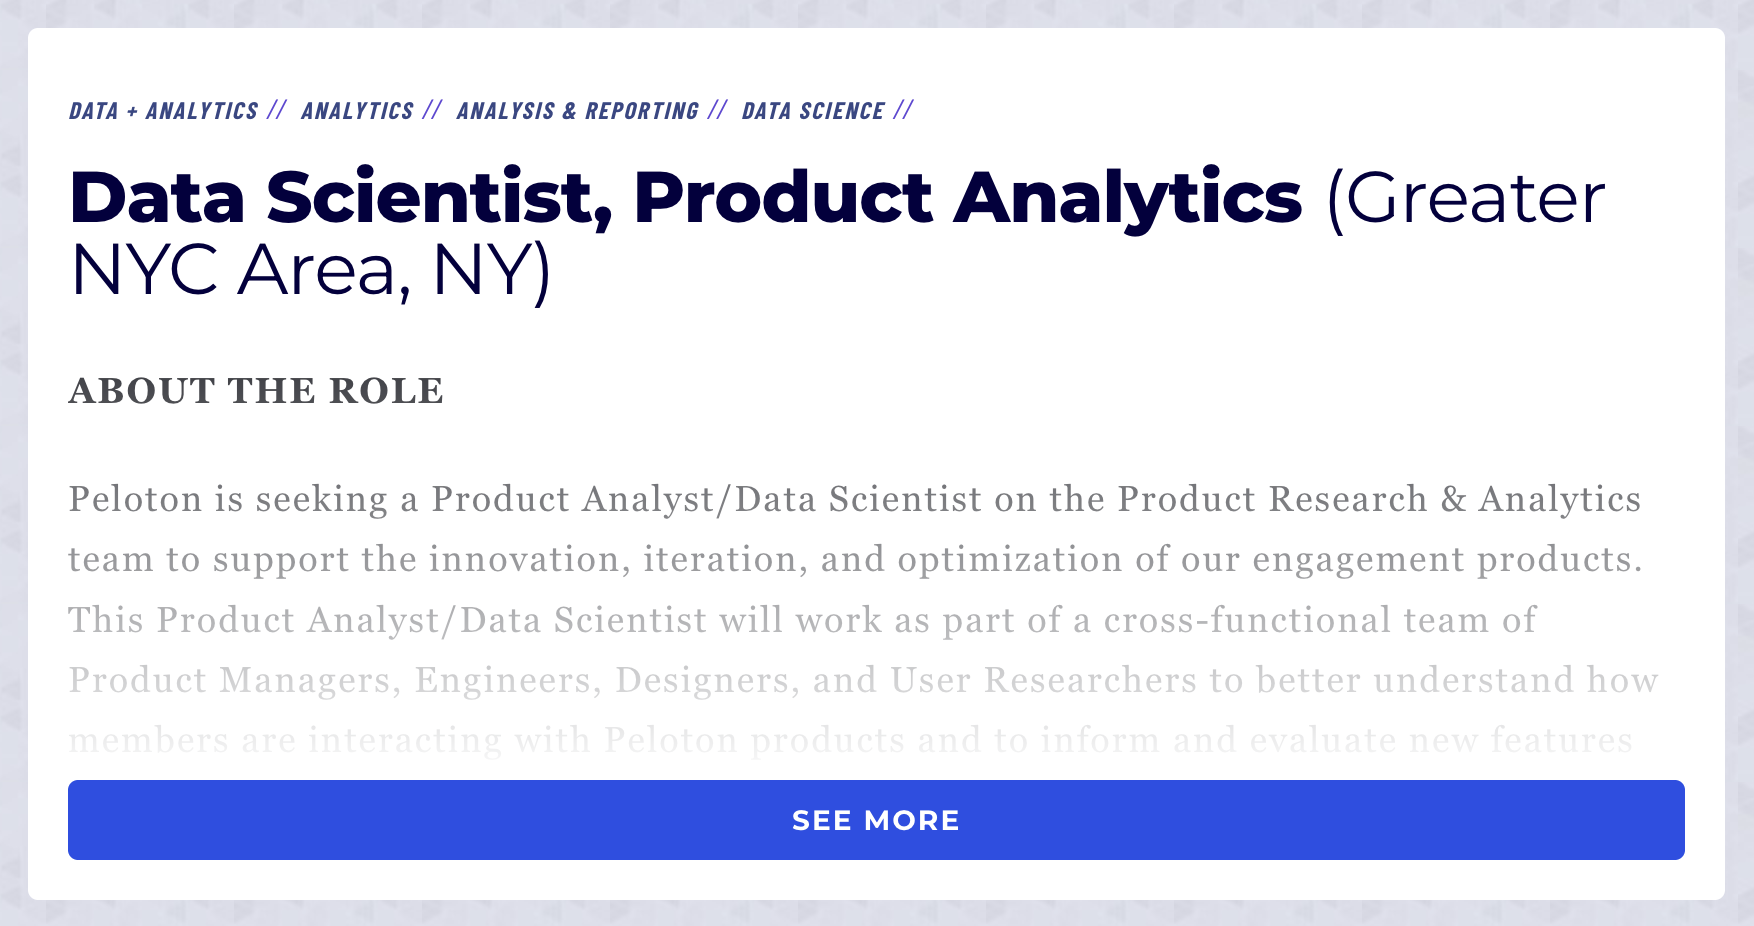 DATA + ANALYTICS // ANALYTICS // ANALYSIS & REPORTING // DATA SCIENCE //
Data Scientist, Product Analytics (Greater
NYC Area, NY)
ABOUT THE ROLE
Peloton is seeking a Product Analyst/Data Scientist on the Product Research & Analytics
team to support the innovation, iteration, and optimization of our engagement products.
This Product Analyst/Data Scientist will work as part of a cross-functional team of
Product Managers, Engineers, Designers, and User Researchers to better understand how
members are interacting with Peloton products and to inform and evaluate new features
SEE MORE